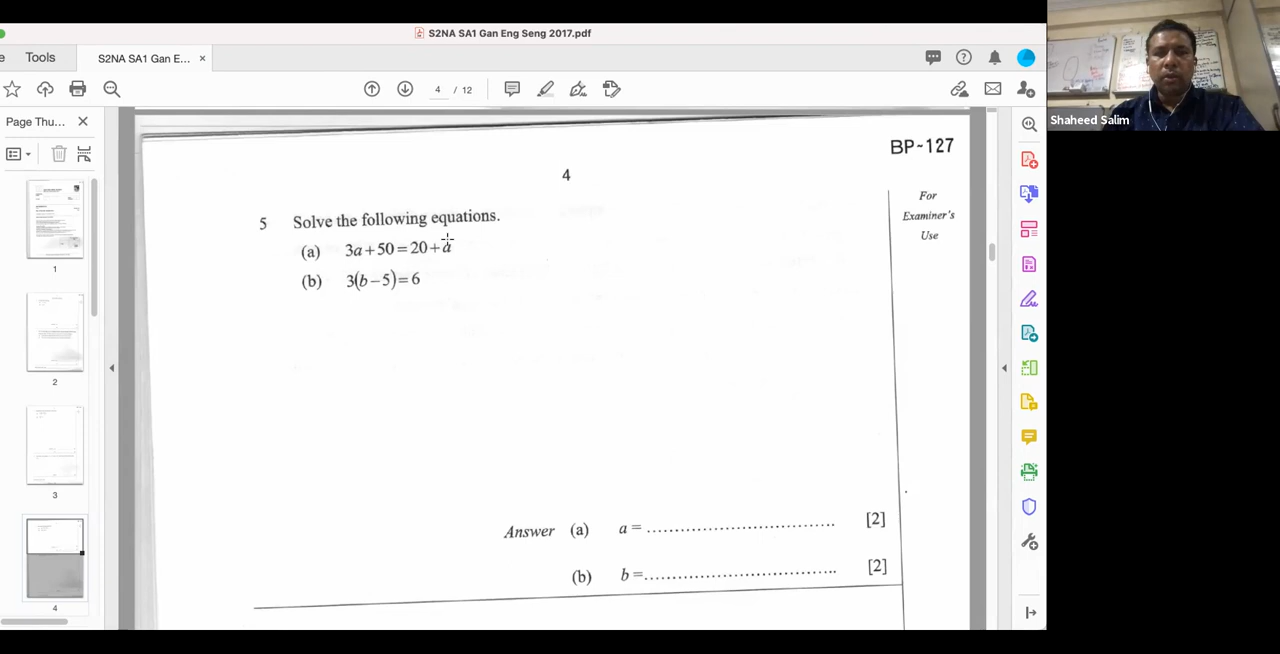 S2NA SA1 Gan Eng Seng 2017.pdf
e Tools S2NA SA1 Gan E... ×
4 / 12
Page Thu...
1
2
3
4
BP-127
4
For
Examiner's
Use
5 Solve the following equations.
(a) 3a + 50 = 20 + a
(b) 3(b − 5) = 6
Answer (a) a = .................................. [2]
(b) b = .................................. [2]
Shaheed Salim